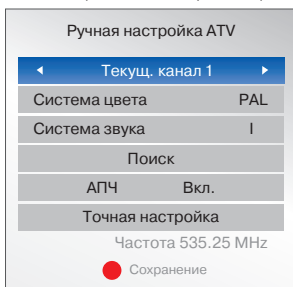 Ручная настройка ATV
Текущ. канал 1
Система цвета PAL
Система звука I
Поиск
АПЧ Вкл.
Точная настройка
Частота 535.25 MHz
Сохранение